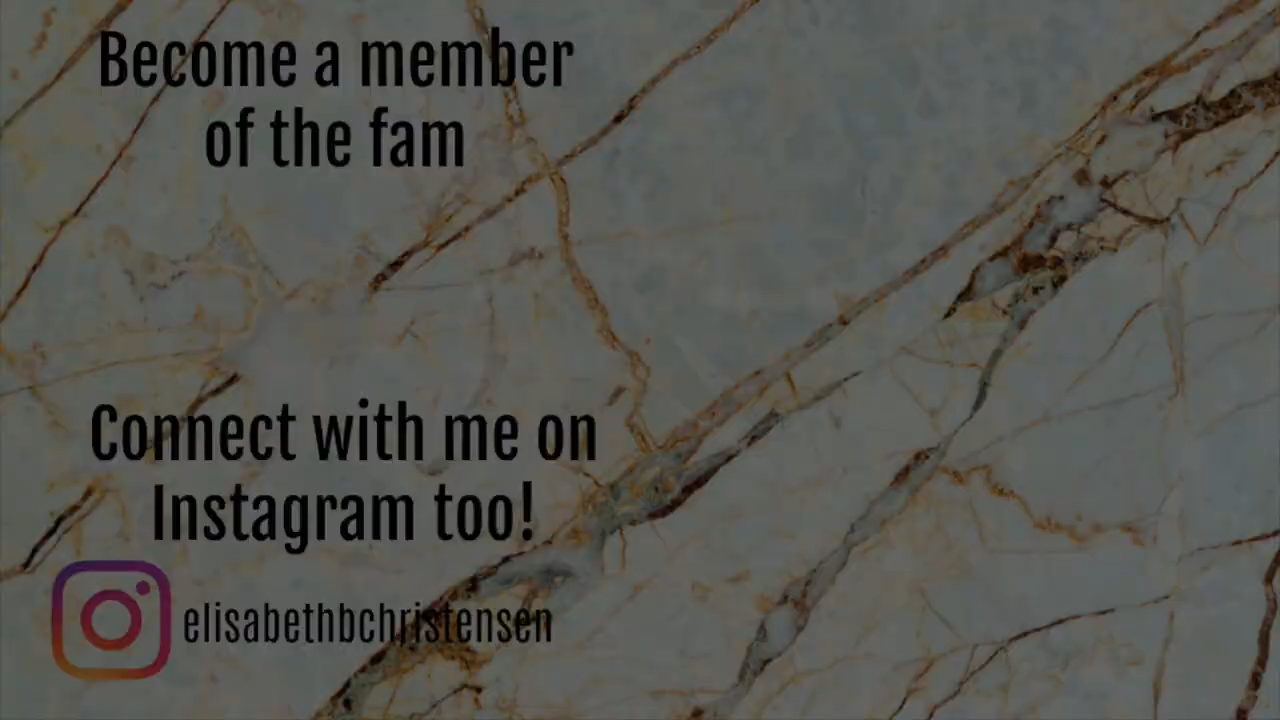 Become a member
of the fam
Connect with me on
Instagram too!
elisabethbchristensen